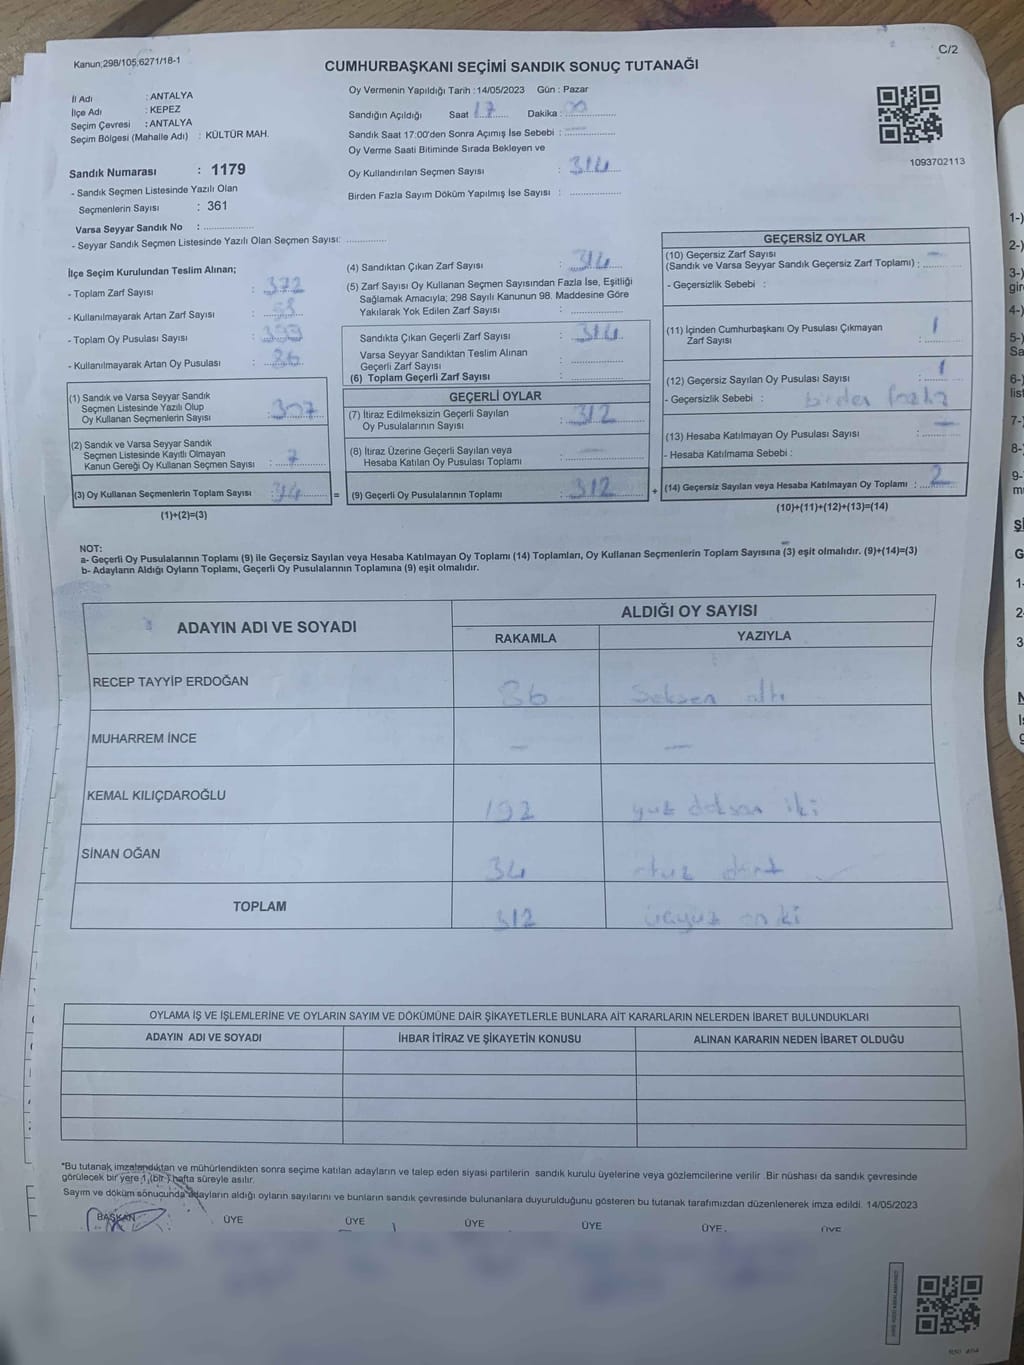 Kanun;298/105;6271/18-1
C/2
CUMHURBAŞKANI SEÇİMİ SANDIK SONUÇ TUTANAĞI
İl Adı : ANTALYA
İlçe Adı : KEPEZ
Seçim Çevresi : ANTALYA
Seçim Bölgesi (Mahalle Adı) : KÜLTÜR MAH.
Sandık Numarası : 1179
- Sandık Seçmen Listesinde Yazılı Olan
Seçmenlerin Sayısı : 361
Varsa Seyyar Sandık No : ..................
- Seyyar Sandık Seçmen Listesinde Yazılı Olan Seçmen Sayısı: .............
Oy Vermenin Yapıldığı Tarih : 14/05/2023 Gün : Pazar
Sandığın Açıldığı Saat 17 Dakika : 00
Sandık Saat 17:00'den Sonra Açımış İse Sebebi : ..................
Oy Verme Saati Bitiminde Sırada Bekleyen ve
Oy Kullandırılan Seçmen Sayısı : 314
Birden Fazla Sayım Döküm Yapılmış İse Sayısı : ..................
1093702113
İlçe Seçim Kurulundan Teslim Alınan;
- Toplam Zarf Sayısı : 372
- Kullanılmayarak Artan Zarf Sayısı : 58
- Toplam Oy Pusulası Sayısı : 399
- Kullanılmayarak Artan Oy Pusulası : 86
(1) Sandık ve Varsa Seyyar Sandık
Seçmen Listesinde Yazılı Olup
Oy Kullanan Seçmenlerin Sayısı : 307
(2) Sandık ve Varsa Seyyar Sandık
Seçmen Listesinde Kayıtlı Olmayan
Kanun Gereği Oy Kullanan Seçmen Sayısı : 7
(3) Oy Kullanan Seçmenlerin Toplam Sayısı : 314 =
(1)+(2)=(3)
(4) Sandıktan Çıkan Zarf Sayısı : 314
(5) Zarf Sayısı Oy Kullanan Seçmen Sayısından Fazla İse, Eşitliği
Sağlamak Amacıyla; 298 Sayılı Kanunun 98. Maddesine Göre
Yakılarak Yok Edilen Zarf Sayısı : ..................
Sandıkta Çıkan Geçerli Zarf Sayısı : 314
Varsa Seyyar Sandıktan Teslim Alınan
Geçerli Zarf Sayısı : ..................
(6) Toplam Geçerli Zarf Sayısı : ..................
GEÇERLİ OYLAR
(7) İtiraz Edilmeksizin Geçerli Sayılan
Oy Pusulalarının Sayısı : 312
(8) İtiraz Üzerine Geçerli Sayılan veya
Hesaba Katılan Oy Pusulası Toplamı : —
(9) Geçerli Oy Pusulalarının Toplamı : 312 +
GEÇERSİZ OYLAR
(10) Geçersiz Zarf Sayısı
(Sandık ve Varsa Seyyar Sandık Geçersiz Zarf Toplamı) : —
- Geçersizlik Sebebi :
(11) İçinden Cumhurbaşkanı Oy Pusulası Çıkmayan
Zarf Sayısı : 1
(12) Geçersiz Sayılan Oy Pusulası Sayısı : 1
- Geçersizlik Sebebi : birden fazla
(13) Hesaba Katılmayan Oy Pusulası Sayısı : —
- Hesaba Katılmama Sebebi :
(14) Geçersiz Sayılan veya Hesaba Katılmayan Oy Toplamı : 2
(10)+(11)+(12)+(13)=(14)
NOT:
a- Geçerli Oy Pusulalarının Toplamı (9) ile Geçersiz Sayılan veya Hesaba Katılmayan Oy Toplamı (14) Toplamları, Oy Kullanan Seçmenlerin Toplam Sayısına (3) eşit olmalıdır. (9)+(14)=(3)
b- Adayların Aldığı Oyların Toplamı, Geçerli Oy Pusulalarının Toplamına (9) eşit olmalıdır.
ADAYIN ADI VE SOYADI
ALDIĞI OY SAYISI
RAKAMLA YAZIYLA
RECEP TAYYİP ERDOĞAN 86 Seksen altı
MUHARREM İNCE — —
KEMAL KILIÇDAROĞLU 192 yüz doksan iki
SİNAN OĞAN 34 otuz dört
TOPLAM 312 üçyüz on iki
OYLAMA İŞ VE İŞLEMLERİNE VE OYLARIN SAYIM VE DÖKÜMÜNE DAİR ŞİKAYETLERLE BUNLARA AİT KARARLARIN NELERDEN İBARET BULUNDUKLARI
ADAYIN ADI VE SOYADI İHBAR İTİRAZ VE ŞİKAYETİN KONUSU ALINAN KARARIN NEDEN İBARET OLDUĞU
*Bu tutanak imzalandıktan ve mühürlendikten sonra seçime katılan adayların ve talep eden siyasi partilerin sandık kurulu üyelerine veya gözlemcilerine verilir .Bir nüshası da sandık çevresinde
görülecek bir yere 1 (bir) hafta süreyle asılır.
Sayım ve döküm sonucunda adayların aldığı oyların sayılarını ve bunların sandık çevresinde bulunanlara duyurulduğunu gösteren bu tutanak tarafımızdan düzenlenerek imza edildi. 14/05/2023
BAŞKAN ÜYE ÜYE ÜYE ÜYE ÜYE ÜYE